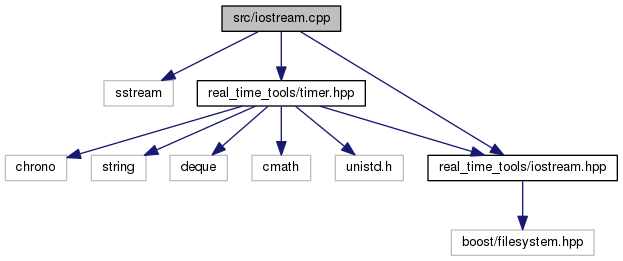 src/iostream.cpp
sstream
real_time_tools/timer.hpp
chrono
string
deque
cmath
unistd.h
real_time_tools/iostream.hpp
boost/filesystem.hpp